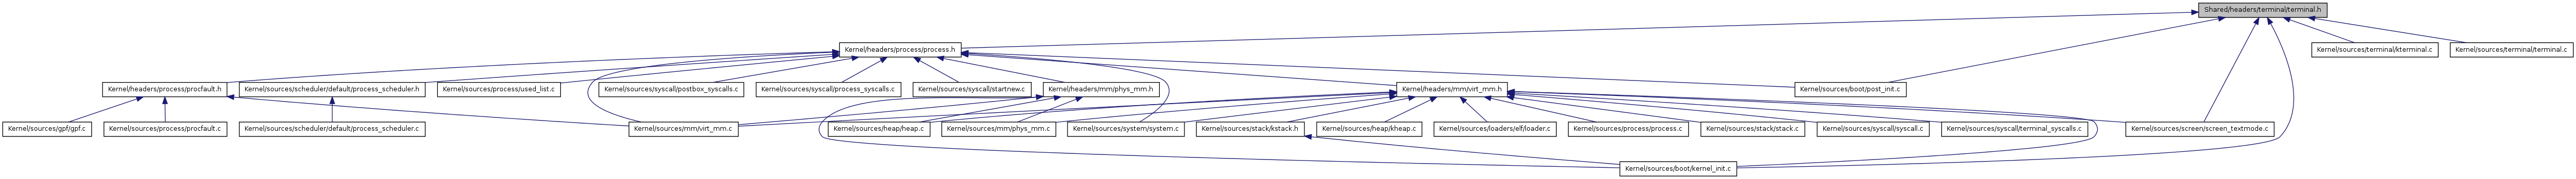 Shared/headers/terminal/terminal.h
Kernel/headers/process/process.h
Kernel/sources/terminal/kterminal.c
Kernel/sources/terminal/terminal.c
Kernel/headers/process/procfault.h
Kernel/sources/scheduler/default/process_scheduler.h
Kernel/sources/process/used_list.c
Kernel/sources/syscall/postbox_syscalls.c
Kernel/sources/syscall/process_syscalls.c
Kernel/sources/syscall/startnew.c
Kernel/headers/mm/phys_mm.h
Kernel/headers/mm/virt_mm.h
Kernel/sources/boot/post_init.c
Kernel/sources/gpf/gpf.c
Kernel/sources/process/procfault.c
Kernel/sources/scheduler/default/process_scheduler.c
Kernel/sources/mm/virt_mm.c
Kernel/sources/heap/heap.c
Kernel/sources/mm/phys_mm.c
Kernel/sources/system/system.c
Kernel/sources/stack/kstack.h
Kernel/sources/heap/kheap.c
Kernel/sources/loaders/elf/loader.c
Kernel/sources/process/process.c
Kernel/sources/stack/stack.c
Kernel/sources/syscall/syscall.c
Kernel/sources/syscall/terminal_syscalls.c
Kernel/sources/screen/screen_textmode.c
Kernel/sources/boot/kernel_init.c